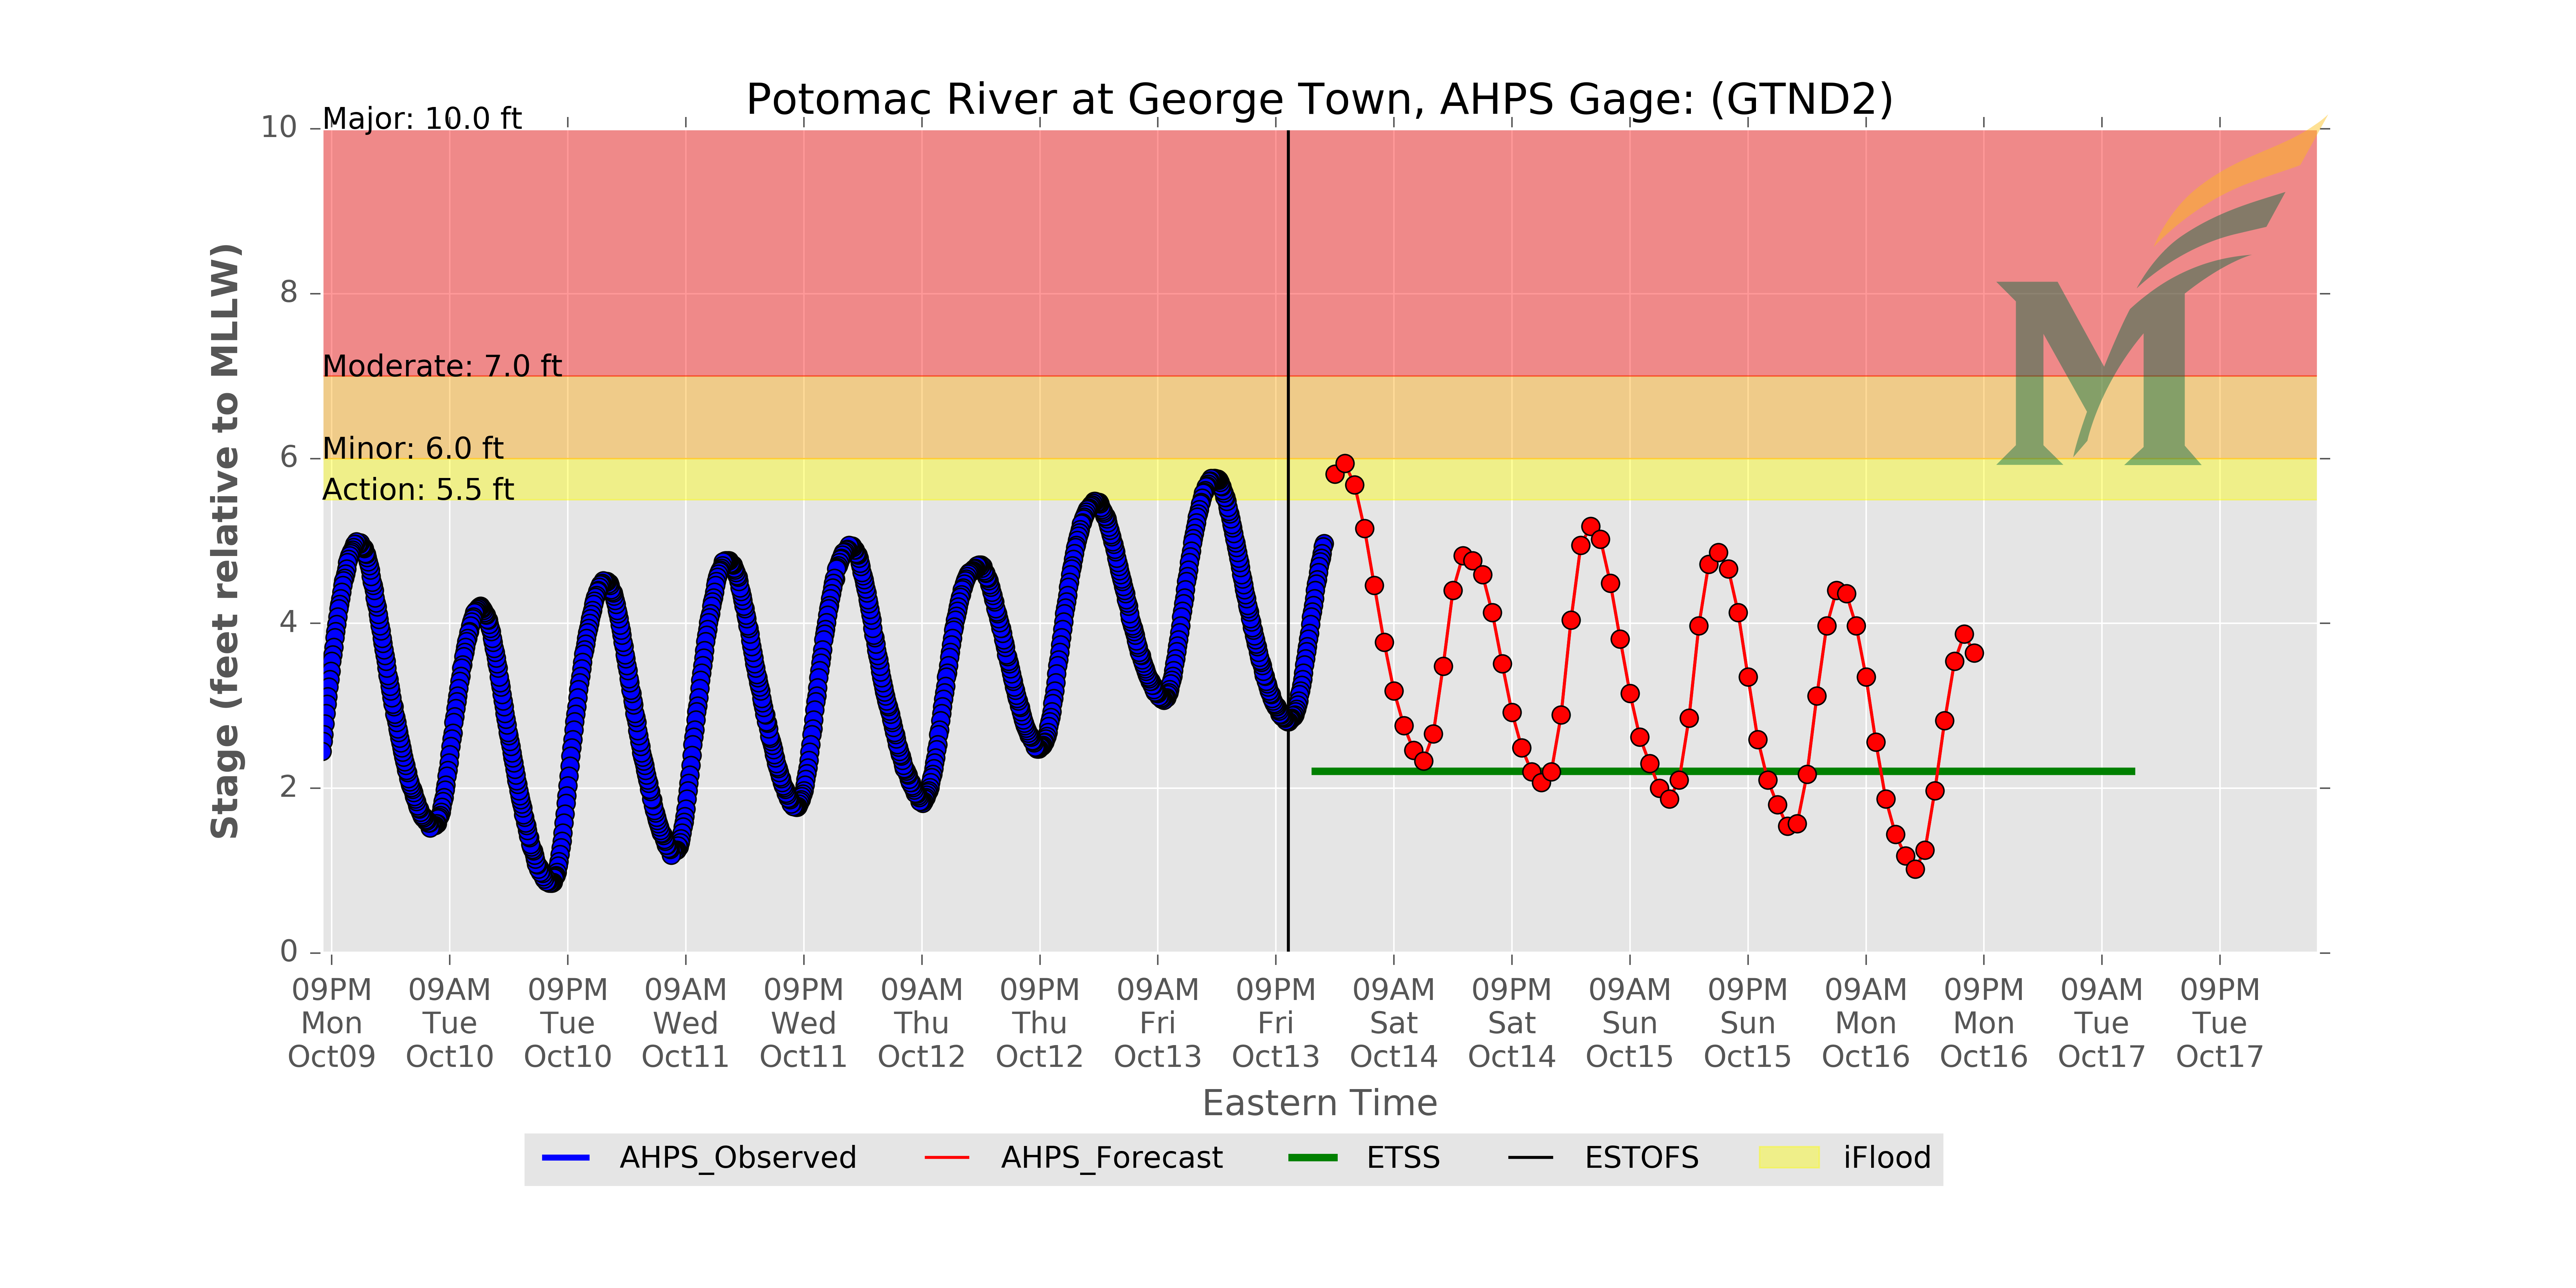 Potomac River at George Town, AHPS Gage: (GTND2)
Major: 10.0 ft
Moderate: 7.0 ft
Minor: 6.0 ft
Action: 5.5 ft
Stage (feet relative to MLLW)
10
8
6
4
2
0
09PM Mon Oct09
09AM Tue Oct10
09PM Tue Oct10
09AM Wed Oct11
09PM Wed Oct11
09AM Thu Oct12
09PM Thu Oct12
09AM Fri Oct13
09PM Fri Oct13
09AM Sat Oct14
09PM Sat Oct14
09AM Sun Oct15
09PM Sun Oct15
09AM Mon Oct16
09PM Mon Oct16
09AM Tue Oct17
09PM Tue Oct17
Eastern Time
AHPS_Observed
AHPS_Forecast
ETSS
ESTOFS
iFlood
M